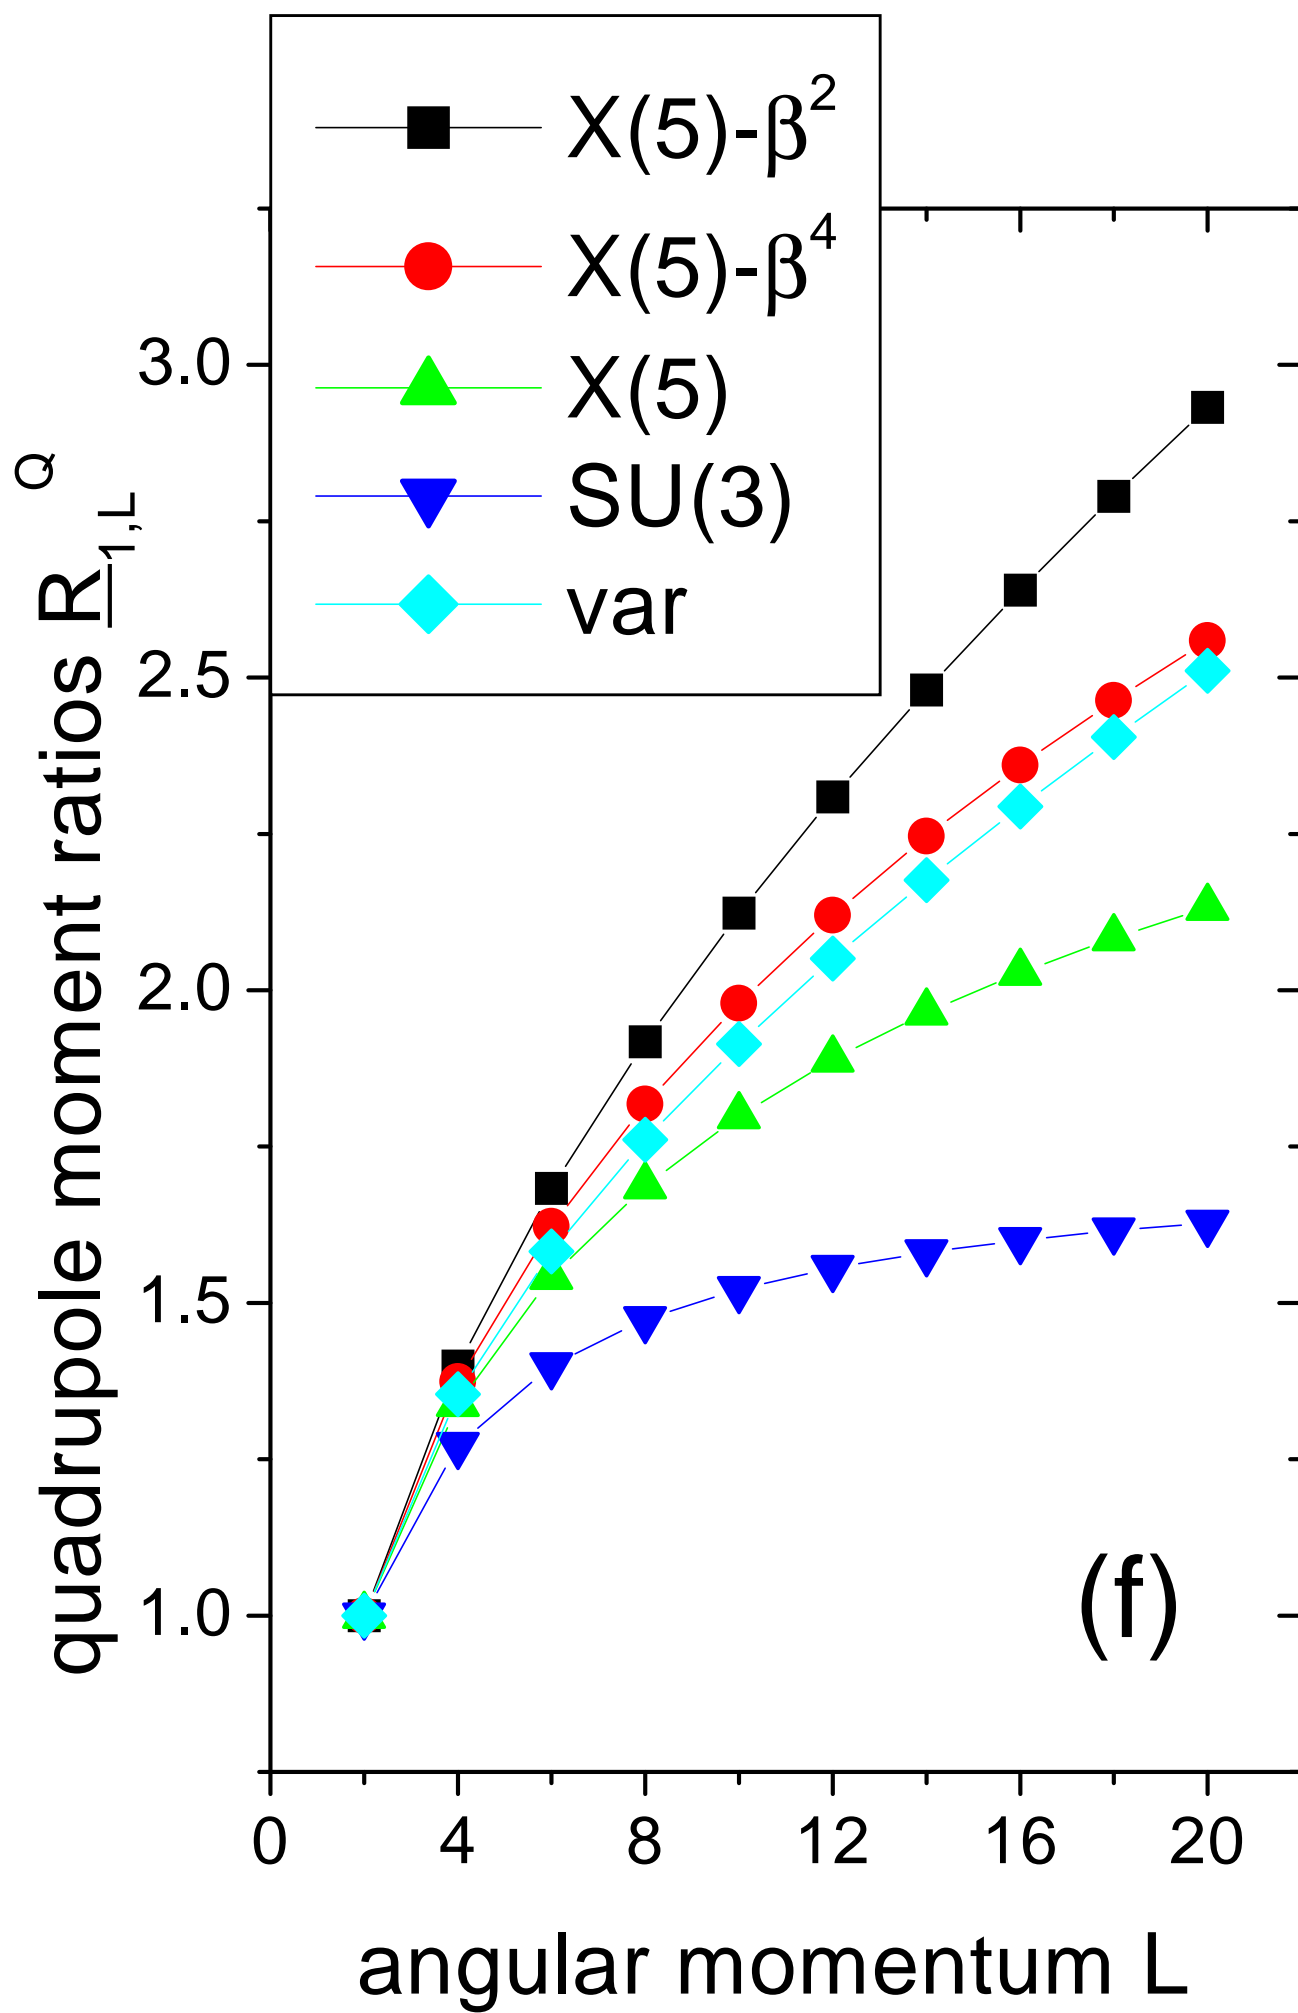 X(5)-β²
X(5)-β⁴
X(5)
SU(3)
var
quadrupole moment ratios R₁,L Q
3.0
2.5
2.0
1.5
1.0
(f)
0 4 8 12 16 20
angular momentum L